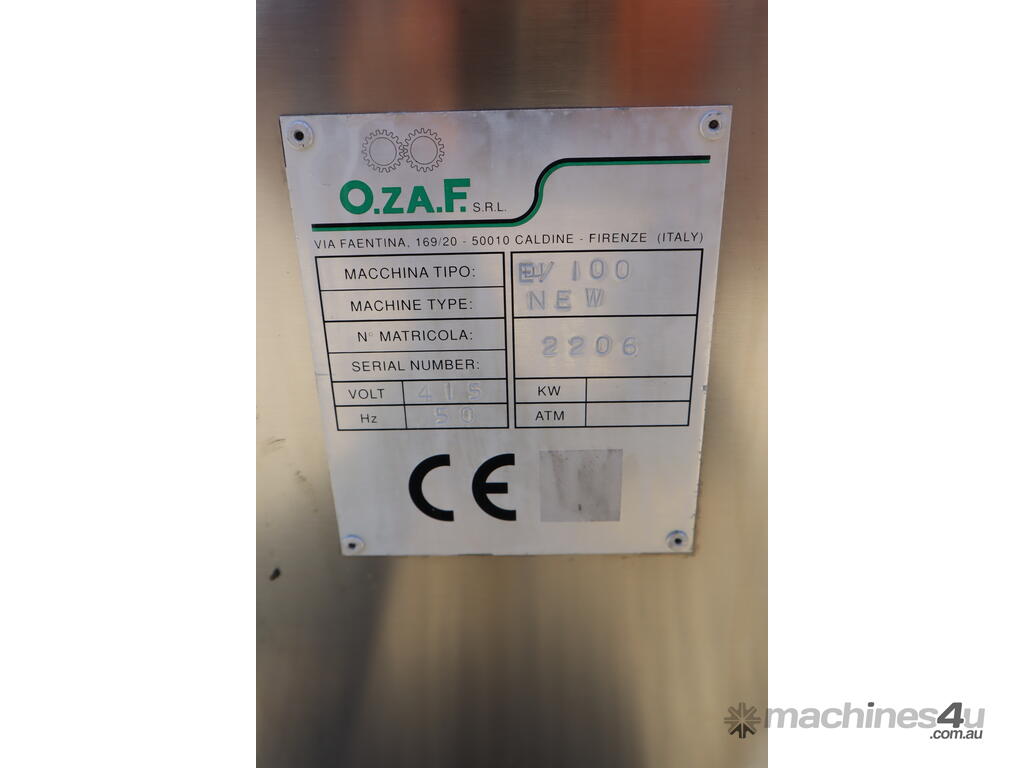 O.ZA.F. S.R.L.
VIA FAENTINA, 169/20 - 50010 CALDINE - FIRENZE (ITALY)
MACCHINA TIPO:
MACHINE TYPE:
/100
NEW
N° MATRICOLA:
SERIAL NUMBER:
2206
VOLT 415 KW
Hz 50 ATM
CE
machines4u
.com.au